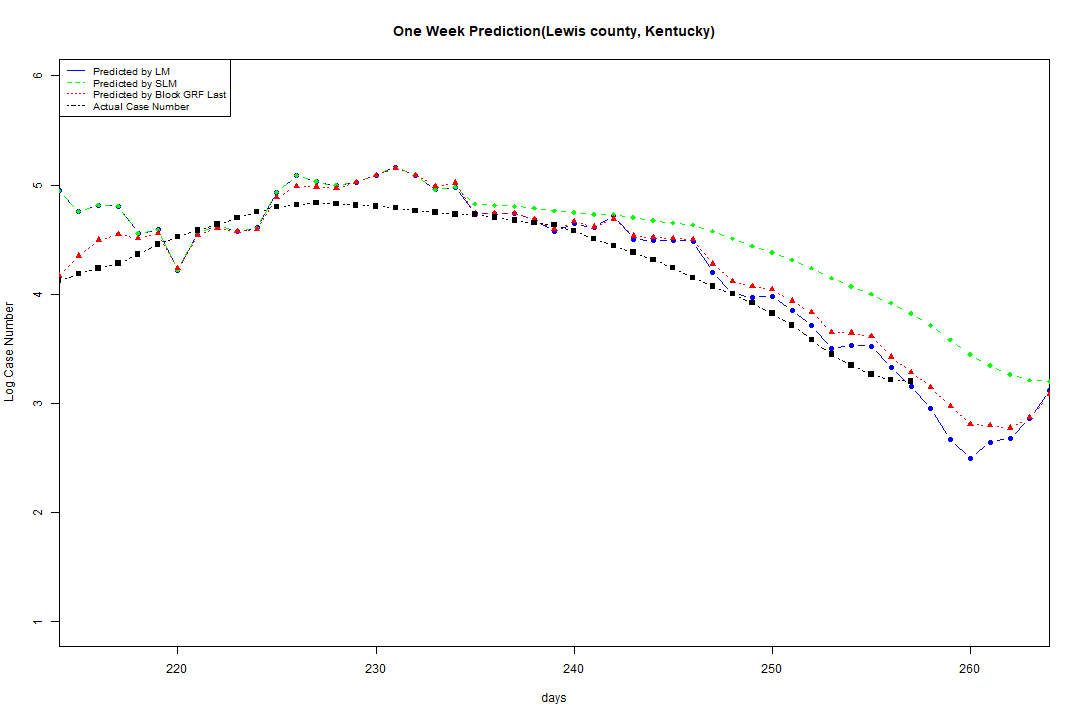 One Week Prediction(Lewis county, Kentucky)
Predicted by LM
Predicted by SLM
Predicted by Block GRF Last
Actual Case Number
6
5
4
3
2
1
Log Case Number
220 230 240 250 260
days